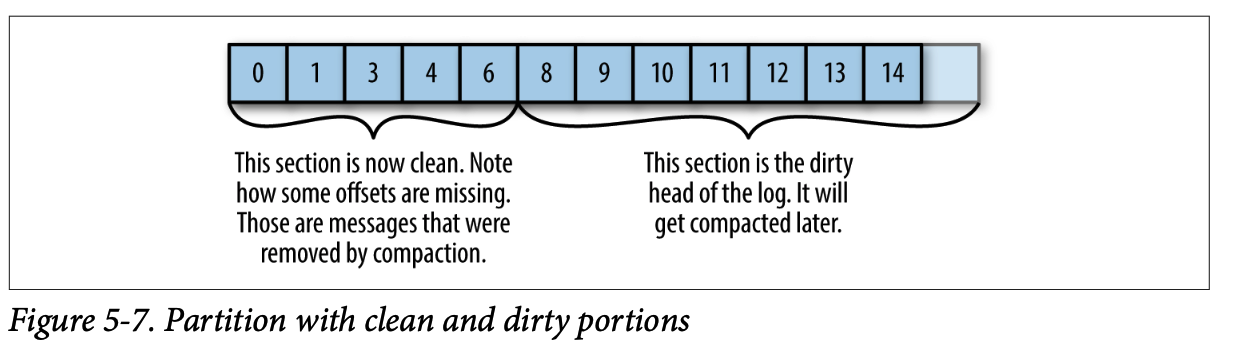 0 1 3 4 6 8 9 10 11 12 13 14
This section is now clean. Note
how some offsets are missing.
Those are messages that were
removed by compaction.
This section is the dirty
head of the log. It will
get compacted later.
Figure 5-7. Partition with clean and dirty portions